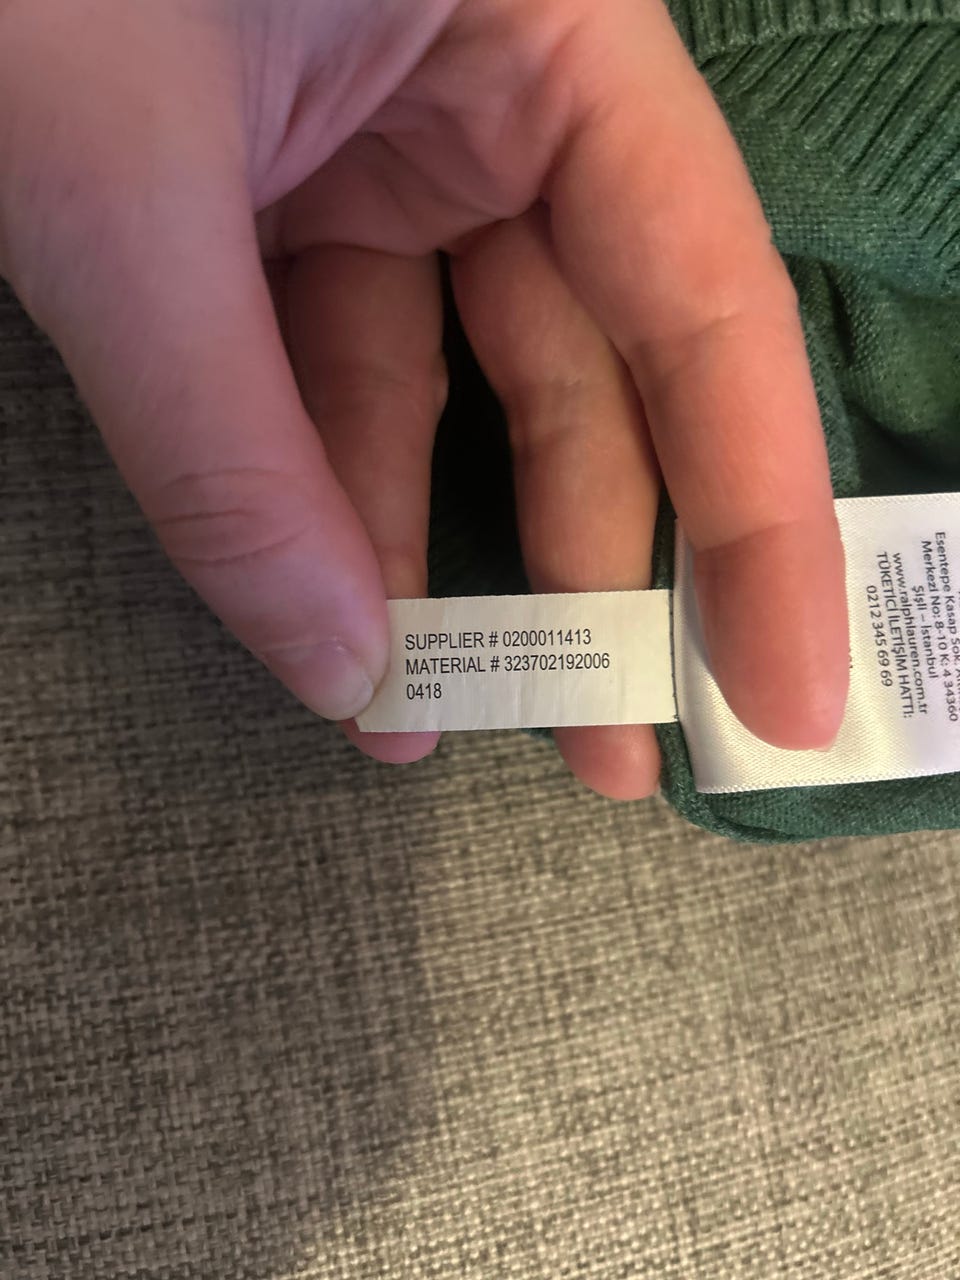 SUPPLIER # 0200011413
MATERIAL # 323702192006
0418
Esentepe Kasap Sok.
Merkezi No: 8-10 K: 4 34360
Şişli – İstanbul
www.ralphlauren.com.tr
TÜKETİCİ İLETİŞİM HATTI:
0212 345 69 69